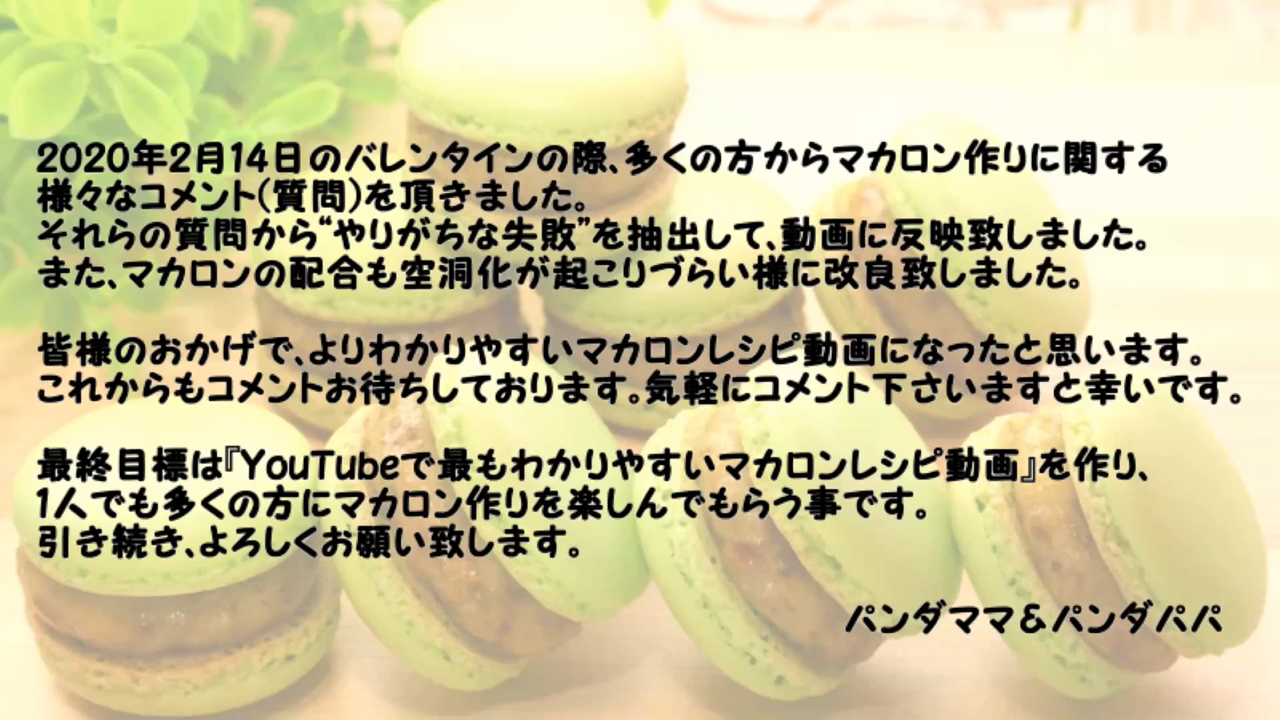 2020年2月14日のバレンタインの際、多くの方からマカロン作りに関する
様々なコメント(質問)を頂きました。
それらの質問から“やりがちな失敗”を抽出して、動画に反映致しました。
また、マカロンの配合も空洞化が起こりづらい様に改良致しました。
皆様のおかげで、よりわかりやすいマカロンレシピ動画になったと思います。
これからもコメントお待ちしております。気軽にコメント下さいますと幸いです。
最終目標は『YouTubeで最もわかりやすいマカロンレシピ動画』を作り、
1人でも多くの方にマカロン作りを楽しんでもらう事です。
引き続き、よろしくお願い致します。
パンダママ&パンダパパ